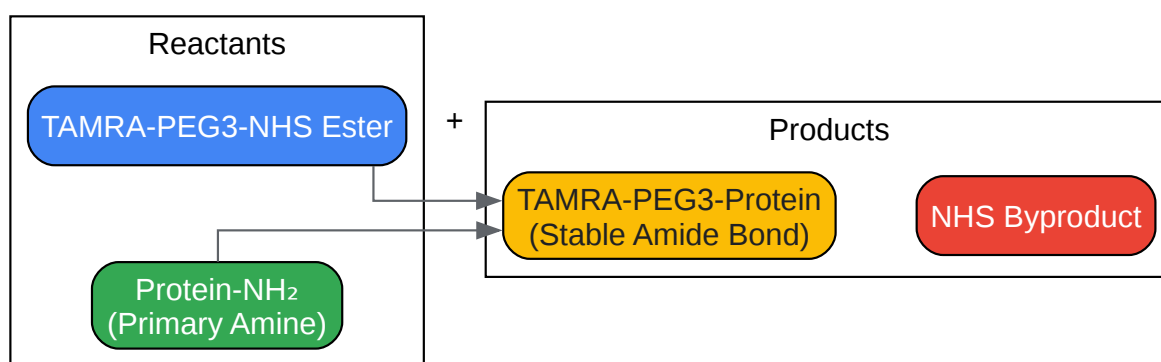 Reactants
TAMRA-PEG3-NHS Ester
+
Products
TAMRA-PEG3-Protein
(Stable Amide Bond)
NHS Byproduct
Protein-NH₂
(Primary Amine)